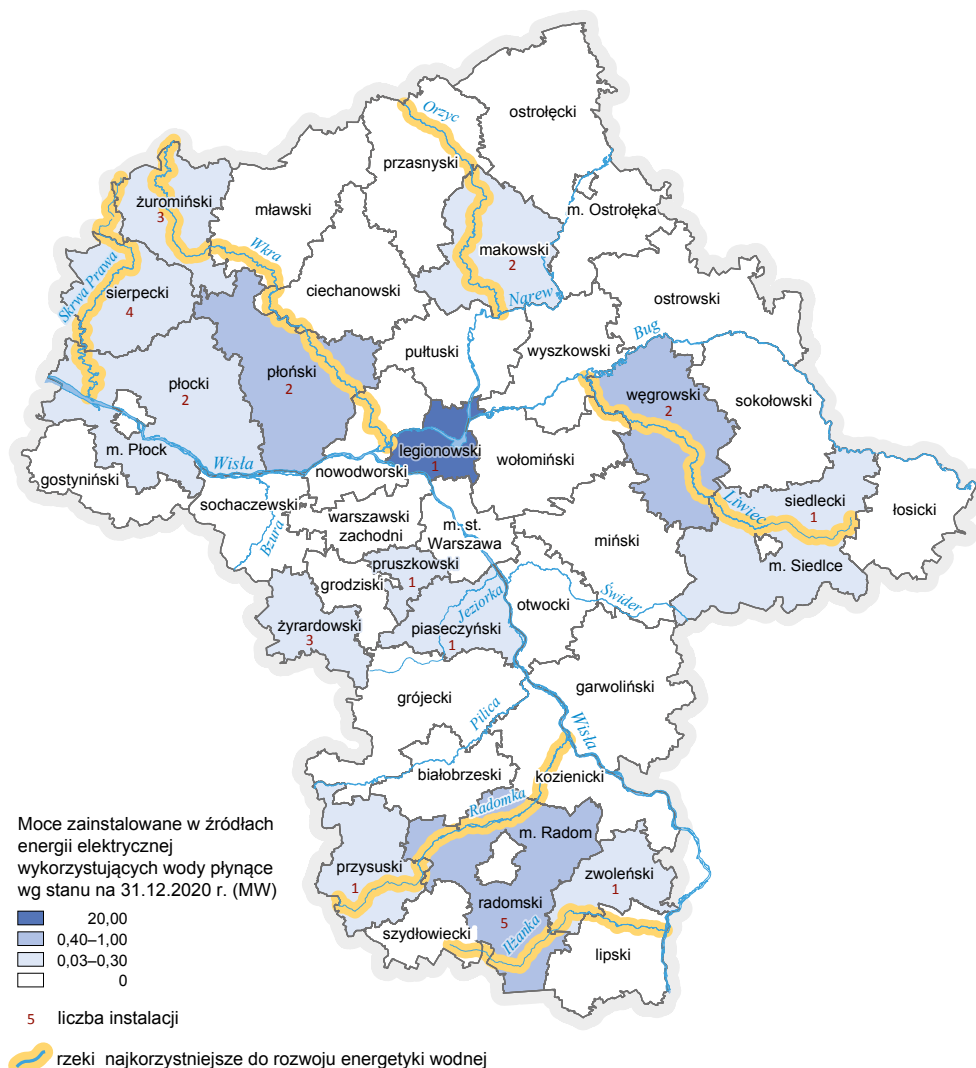 Orzyc
ostrołęcki
przasnyski
żuromiński
3
mławski
m. Ostrołęka
Wkra
makowski
2
Skrwa Prawa
sierpecki
4
ciechanowski
Narew
ostrowski
Bug
pułtuski
wyszkowski
płocki
2
płoński
2
węgrowski
2
sokołowski
m. Płock
legionowski
1
wołomiński
gostyniński
Wisła
nowodworski
siedlecki
1
Liwiec
łosicki
sochaczewski
Bzura
warszawski
zachodni
m. st.
Warszawa
miński
m. Siedlce
pruszkowski
1
grodziski
Jeziorka
otwocki
Świder
żyrardowski
3
piaseczyński
1
grójecki
garwoliński
Pilica
Wisła
białobrzeski
kozienicki
Radomka
m. Radom
przysuski
1
zwoleński
1
radomski
5
szydłowiecki
Iłżanka
lipski
Moce zainstalowane w źródłach
energii elektrycznej
wykorzystujących wody płynące
wg stanu na 31.12.2020 r. (MW)
20,00
0,40–1,00
0,03–0,30
0
5 liczba instalacji
rzeki najkorzystniejsze do rozwoju energetyki wodnej